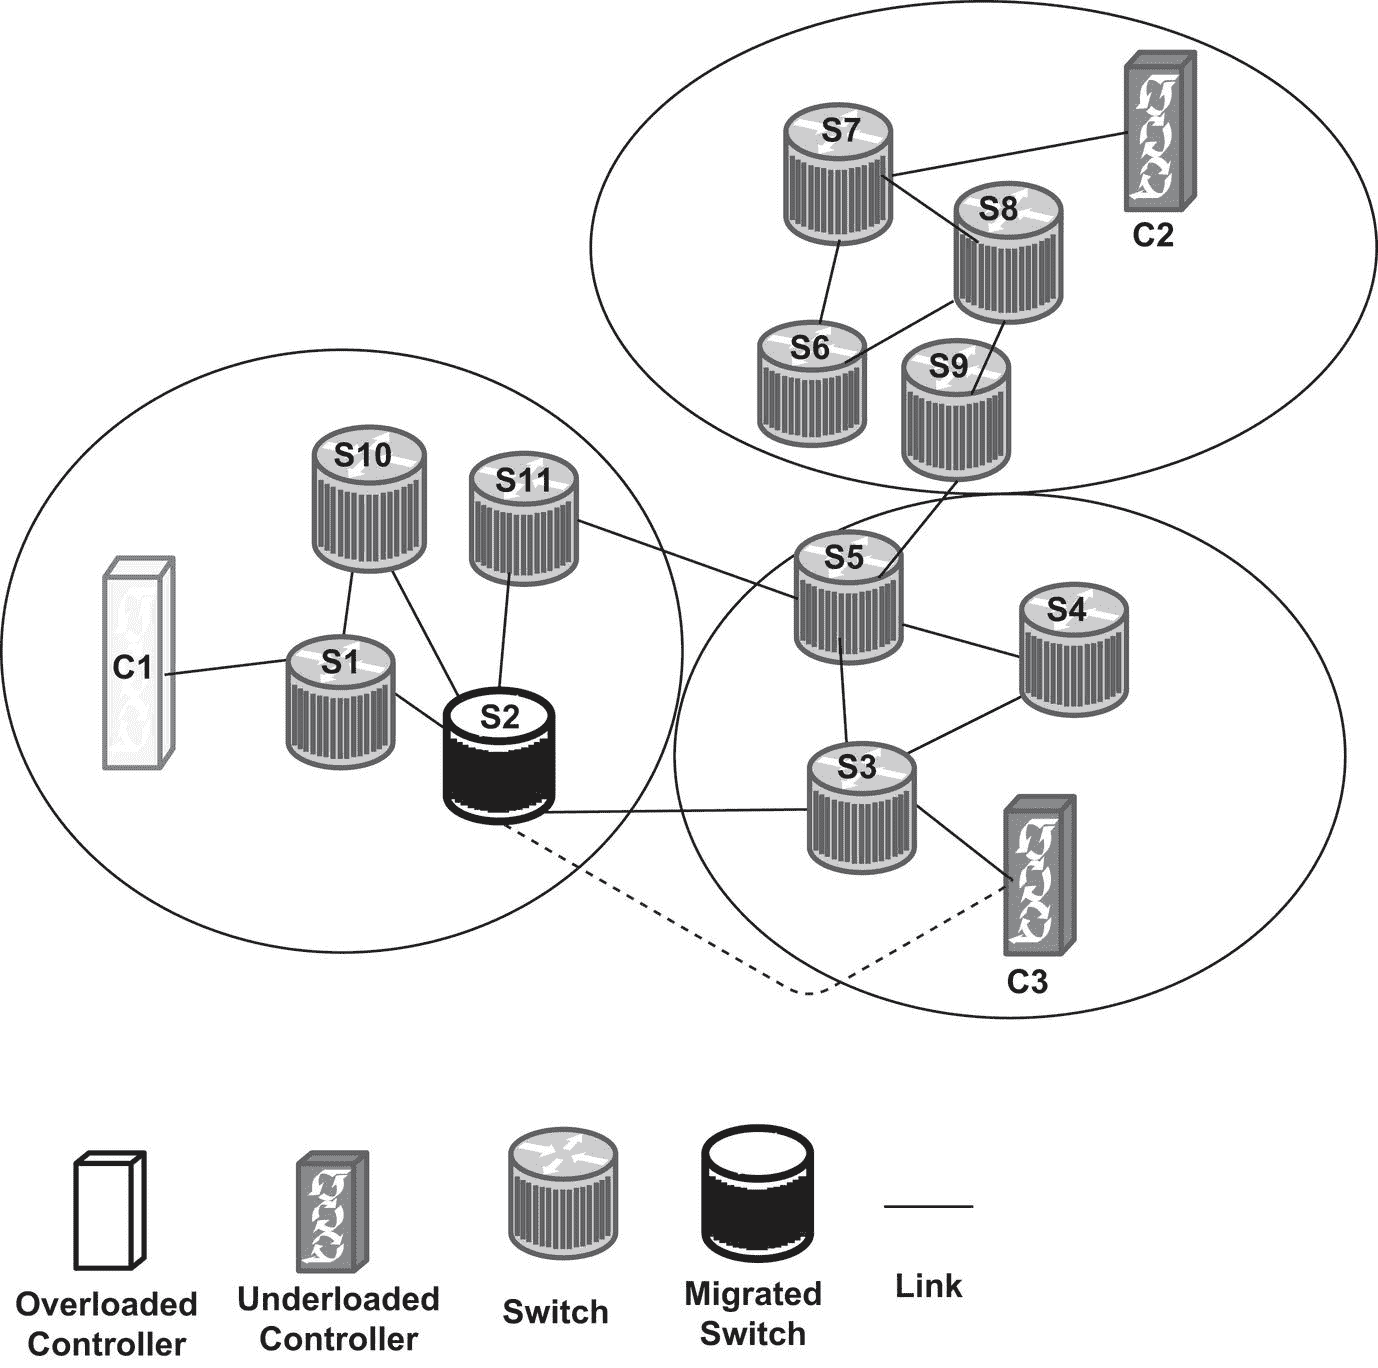 S7
S8
C2
S6
S9
S10
S11
S5
S4
C1
S1
S2
S3
C3
Overloaded
Controller
Underloaded
Controller
Switch
Migrated
Switch
Link